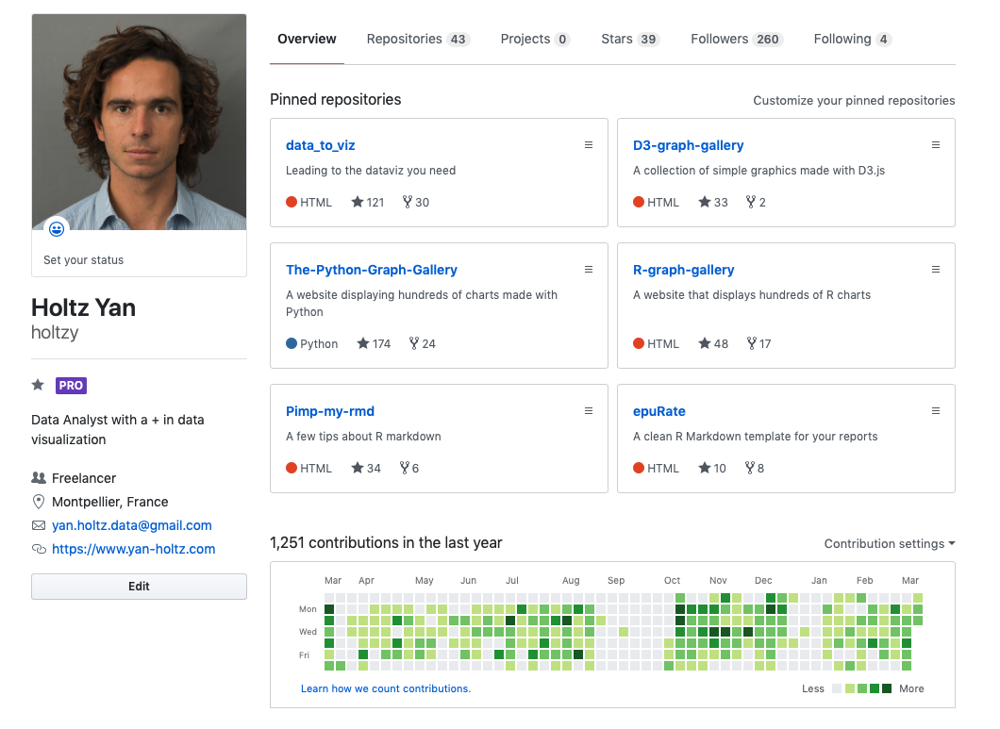 Overview Repositories 43 Projects 0 Stars 39 Followers 260 Following 4
Set your status
Holtz Yan
holtzy
PRO
Data Analyst with a + in data
visualization
Freelancer
Montpellier, France
yan.holtz.data@gmail.com
https://www.yan-holtz.com
Edit
Pinned repositories
Customize your pinned repositories
data_to_viz
Leading to the dataviz you need
HTML 121 30
D3-graph-gallery
A collection of simple graphics made with D3.js
HTML 33 2
The-Python-Graph-Gallery
A website displaying hundreds of charts made with
Python
Python 174 24
R-graph-gallery
A website that displays hundreds of R charts
HTML 48 17
Pimp-my-rmd
A few tips about R markdown
HTML 34 6
epuRate
A clean R Markdown template for your reports
HTML 10 8
1,251 contributions in the last year
Contribution settings
Mar Apr May Jun Jul Aug Sep Oct Nov Dec Jan Feb Mar
Mon
Wed
Fri
Learn how we count contributions.
Less More